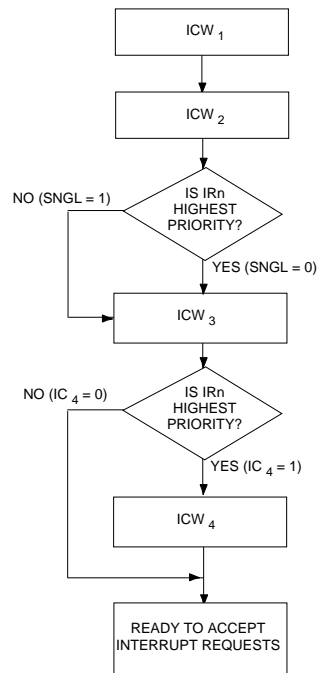 ICW 1
ICW 2
IS IRn
HIGHEST
PRIORITY?
NO (SNGL = 1)
YES (SNGL = 0)
ICW 3
IS IRn
HIGHEST
PRIORITY?
NO (IC 4 = 0)
YES (IC 4 = 1)
ICW 4
READY TO ACCEPT
INTERRUPT REQUESTS